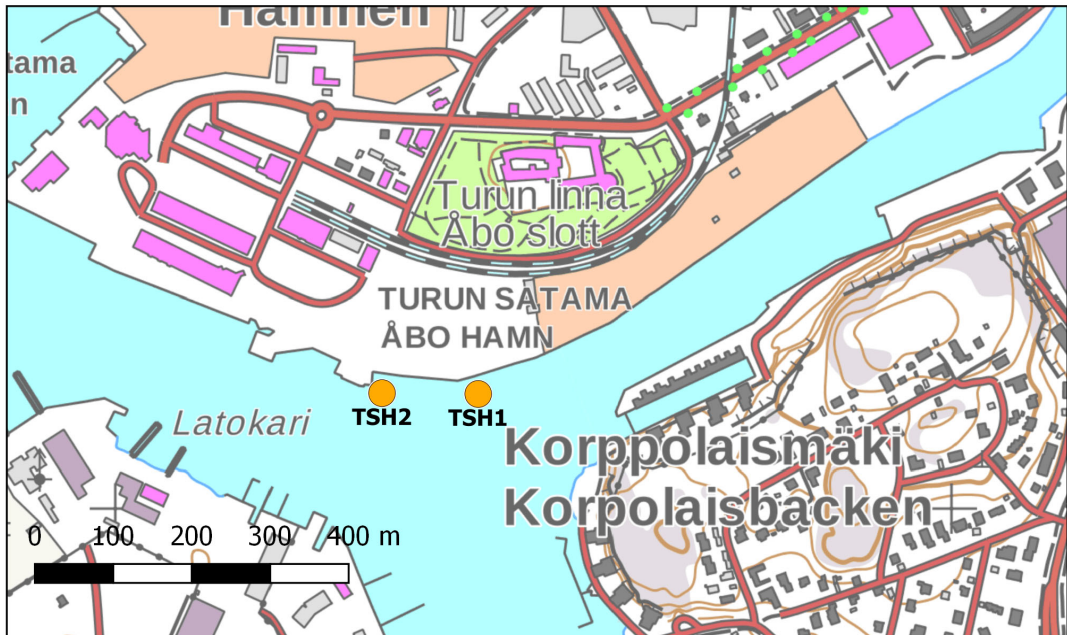 Hamnen
tama
n
Turun linna
Åbo slott
TURUN SATAMA
ÅBO HAMN
TSH2
TSH1
Latokari
Korppolaismäki
Korpolaisbacken
0 100 200 300 400 m